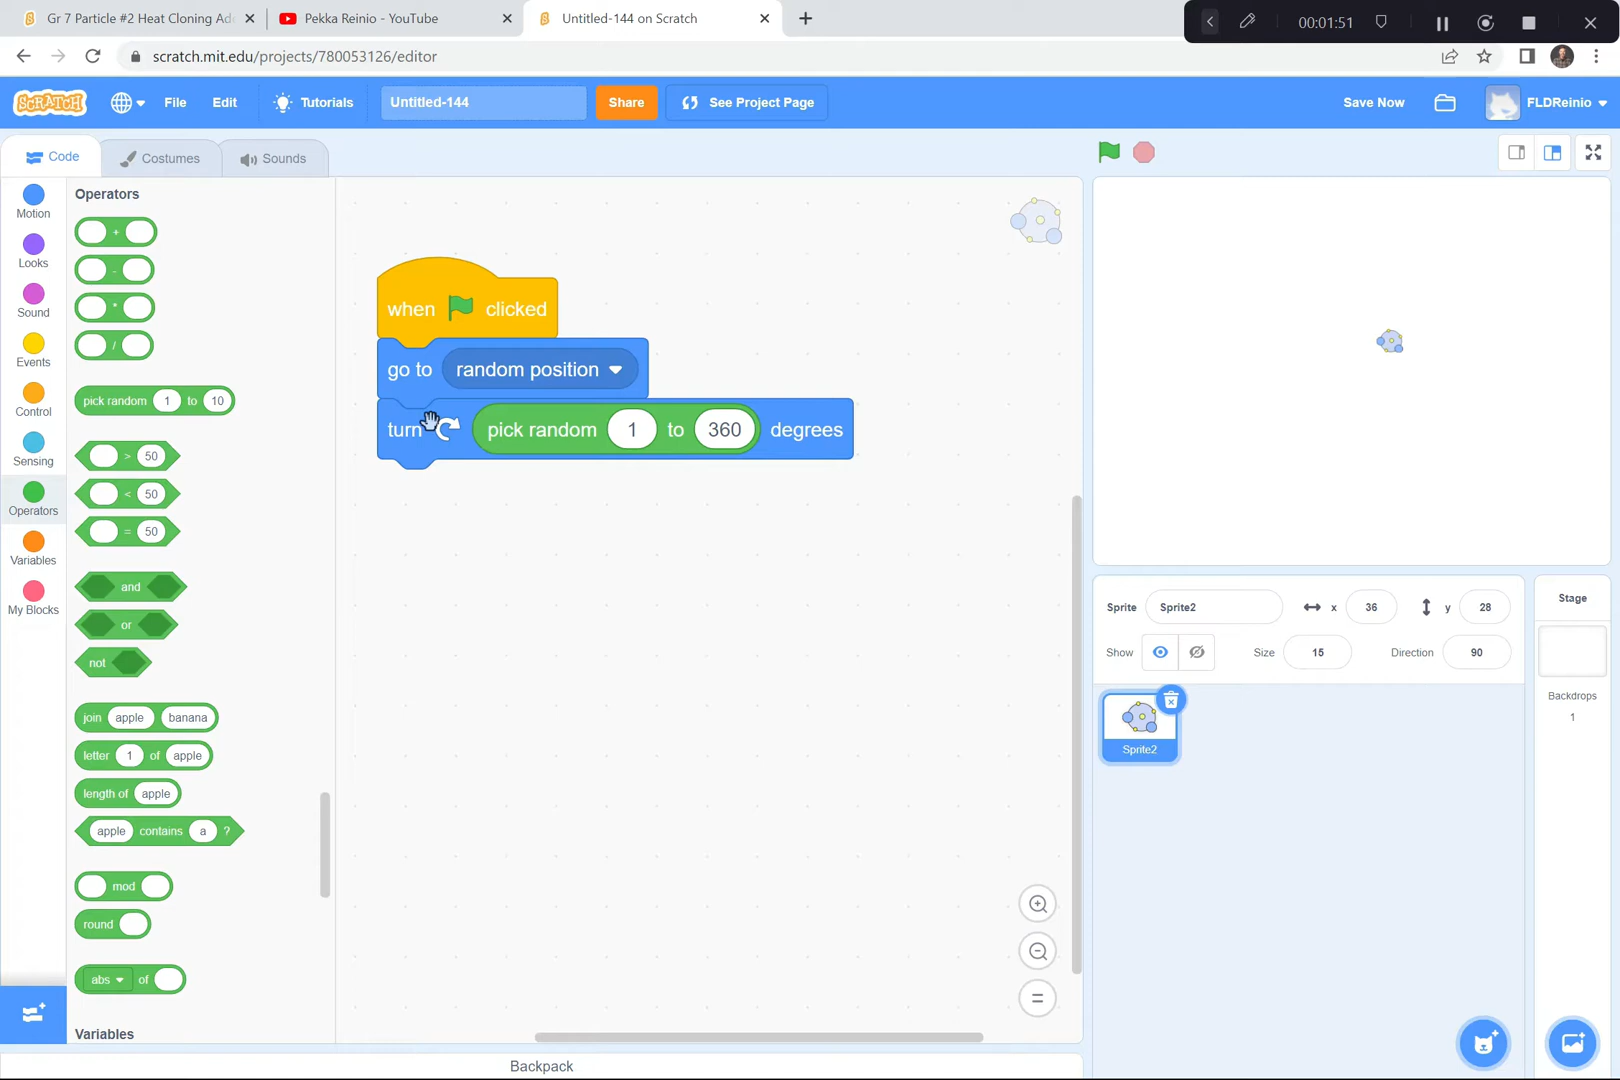 Gr 7 Particle #2 Heat Cloning Ad
Pekka Reinio - YouTube
Untitled-144 on Scratch
00:01:51
scratch.mit.edu/projects/780053126/editor
SCRATCH
File
Edit
Tutorials
Untitled-144
Share
See Project Page
Save Now
FLDReinio
Code
Costumes
Sounds
Motion
Looks
Sound
Events
Control
Sensing
Operators
Variables
My Blocks
Operators
+
-
*
/
pick random 1 to 10
> 50
< 50
= 50
and
or
not
join apple banana
letter 1 of apple
length of apple
apple contains a ?
mod
round
abs of
Variables
when clicked
go to random position
turn pick random 1 to 360 degrees
Backpack
Sprite Sprite2 x 36 y 28
Show Size 15 Direction 90
Sprite2
Stage
Backdrops
1